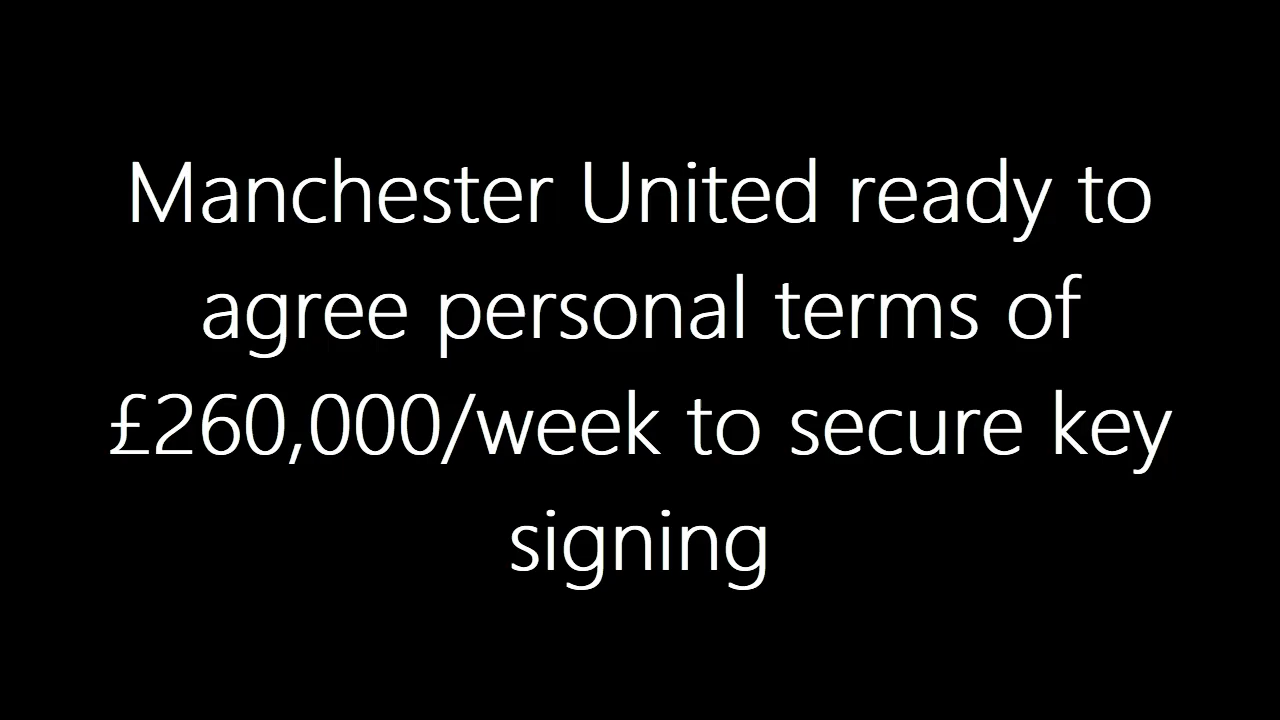 Manchester United ready to
agree personal terms of
£260,000/week to secure key
signing